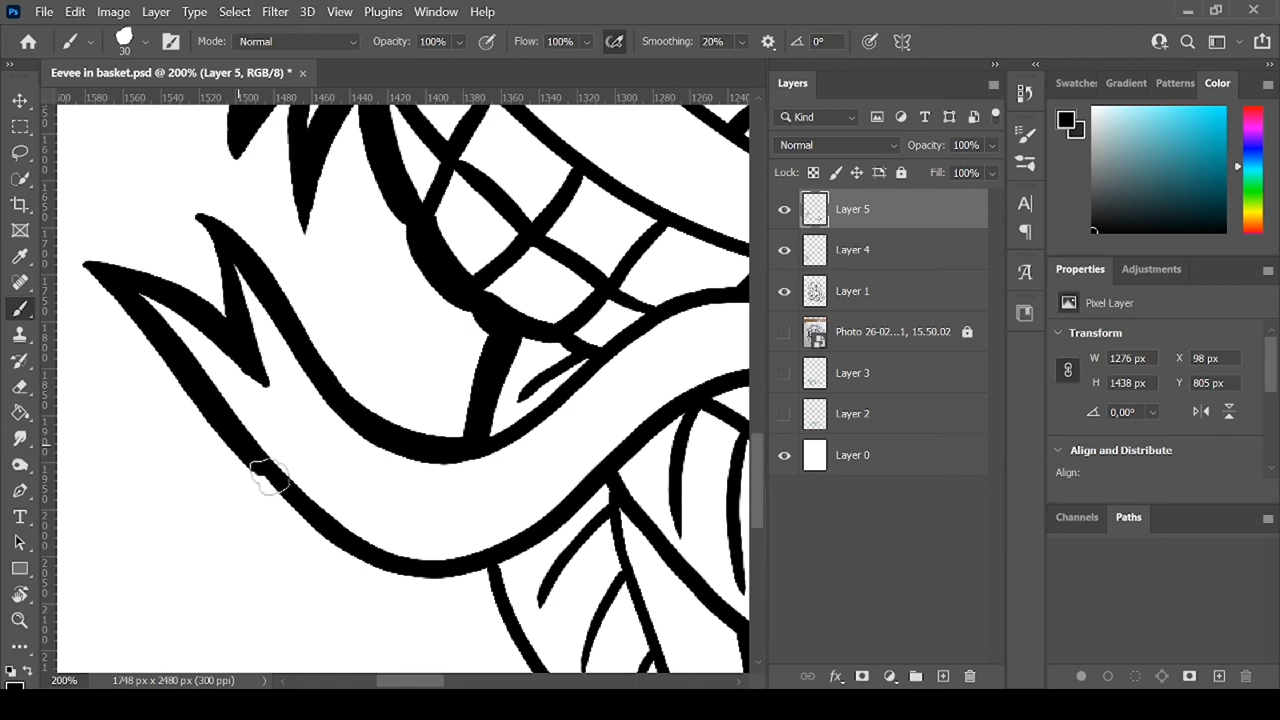 Ps File Edit Image Layer Type Select Filter 3D View Plugins Window Help
30 Mode: Normal Opacity: 100% Flow: 100% Smoothing: 20% 0°
Eevee in basket.psd @ 200% (Layer 5, RGB/8) *
1580 1560 1540 1520 1500 1480 1460 1440 1420 1400 1380 1360 1340 1320 1300 1280 1260 1240
Layers
Kind
Normal Opacity: 100%
Lock: Fill: 100%
Layer 5
Layer 4
Layer 1
Photo 26-02...1, 15.50.02
Layer 3
Layer 2
Layer 0
Swatches Gradient Patterns Color
Properties Adjustments
Pixel Layer
Transform
W 1276 px X 98 px
H 1438 px Y 805 px
0,00°
Align and Distribute
Align:
Channels Paths
200% 1748 px x 2480 px (300 ppi)